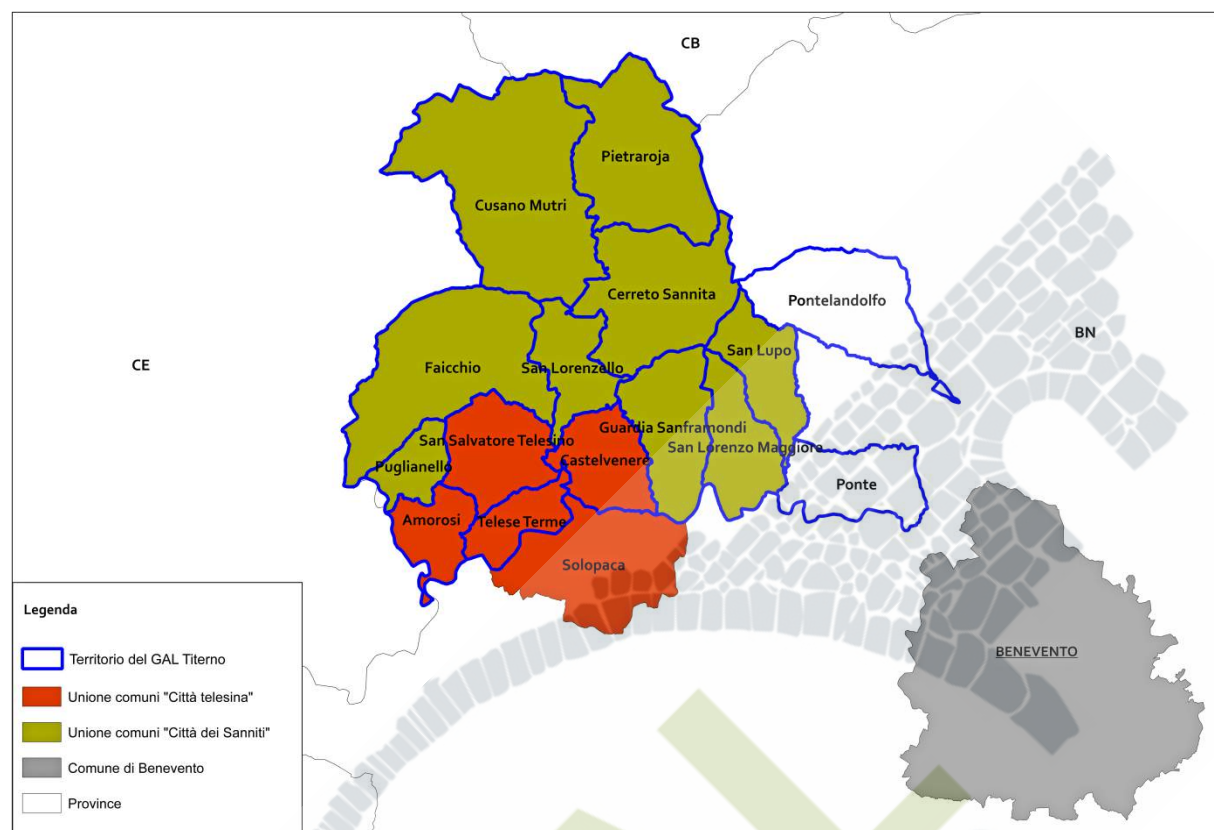 CB
Pietraroja
Cusano Mutri
Cerreto Sannita
Pontelandolfo
BN
CE
San Lupo
Faicchio
San Lorenzello
Guardia Sanframondi
San Salvatore Telesino
San Lorenzo Maggiore
Castelvenere
Puglianello
Ponte
Amorosi
Telese Terme
Solopaca
BENEVENTO
Legenda
Territorio del GAL Titerno
Unione comuni "Città telesina"
Unione comuni "Città dei Sanniti"
Comune di Benevento
Province